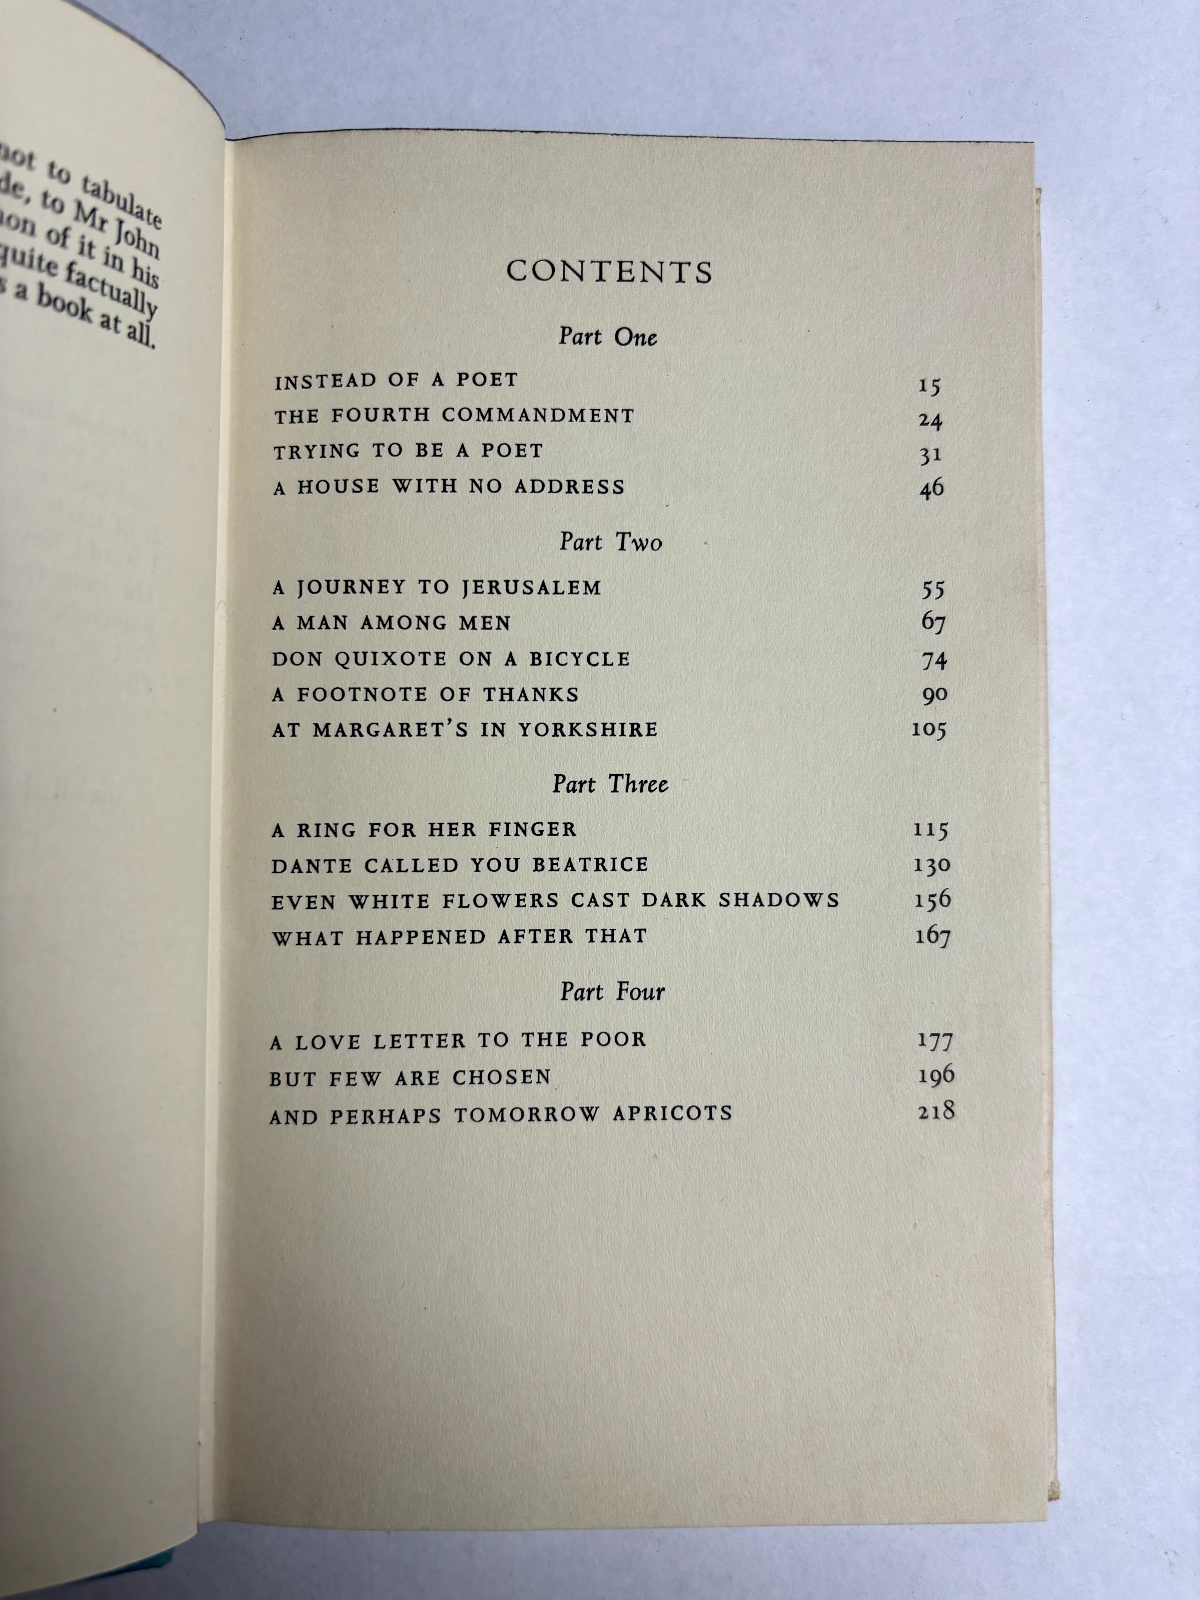 not to tabulate
to Mr John
of it in his
quite factually
a book at all.
CONTENTS
Part One
INSTEAD OF A POET 15
THE FOURTH COMMANDMENT 24
TRYING TO BE A POET 31
A HOUSE WITH NO ADDRESS 46
Part Two
A JOURNEY TO JERUSALEM 55
A MAN AMONG MEN 67
DON QUIXOTE ON A BICYCLE 74
A FOOTNOTE OF THANKS 90
AT MARGARET'S IN YORKSHIRE 105
Part Three
A RING FOR HER FINGER 115
DANTE CALLED YOU BEATRICE 130
EVEN WHITE FLOWERS CAST DARK SHADOWS 156
WHAT HAPPENED AFTER THAT 167
Part Four
A LOVE LETTER TO THE POOR 177
BUT FEW ARE CHOSEN 196
AND PERHAPS TOMORROW APRICOTS 218